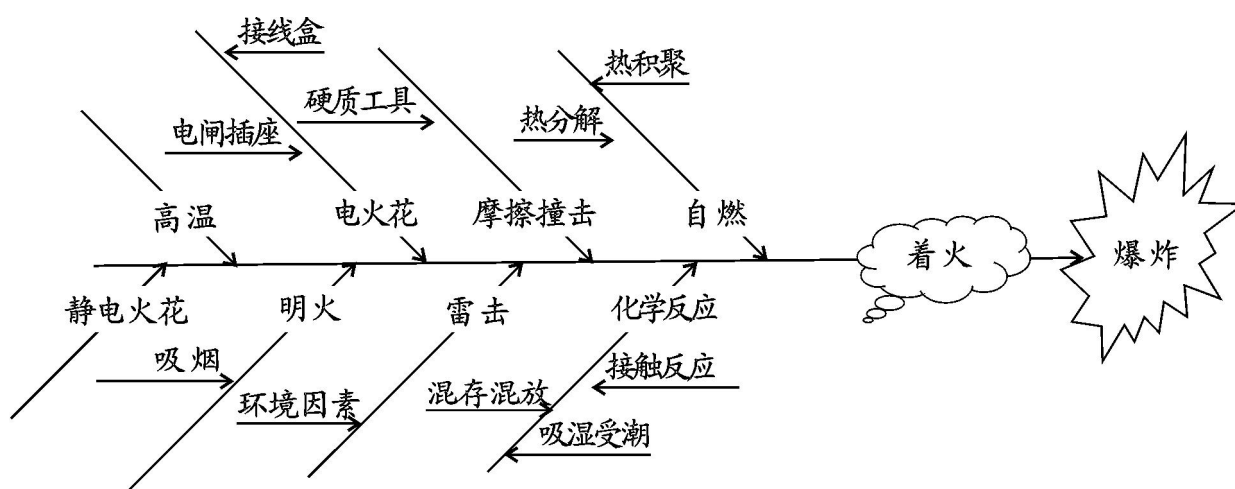 接线盒
硬质工具
热积聚
电闸插座
热分解
高温
电火花
摩擦撞击
自燃
着火
爆炸
静电火花
明火
雷击
化学反应
吸烟
环境因素
混存混放
接触反应
吸湿受潮